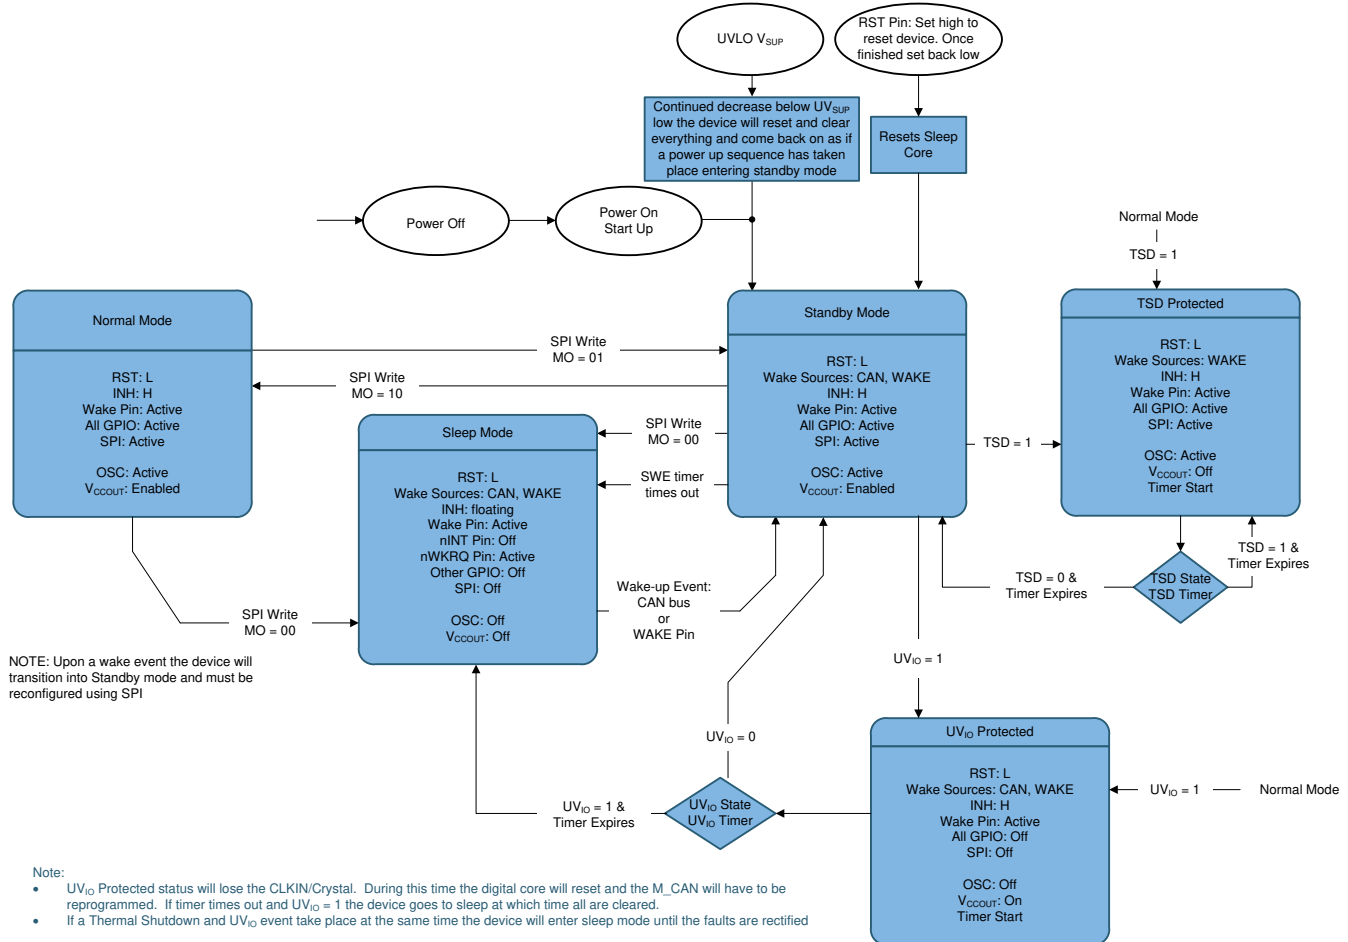 UVLO VSUP
RST Pin: Set high to
reset device. Once
finished set back low
Continued decrease below UVSUP
low the device will reset and clear
everything and come back on as if
a power up sequence has taken
place entering standby mode
Resets Sleep
Core
Power Off
Power On
Start Up
Normal Mode
TSD = 1
Normal Mode
RST: L
INH: H
Wake Pin: Active
All GPIO: Active
SPI: Active
OSC: Active
VCCOUT: Enabled
SPI Write
MO = 01
SPI Write
MO = 10
Standby Mode
RST: L
Wake Sources: CAN, WAKE
INH: H
Wake Pin: Active
All GPIO: Active
SPI: Active
OSC: Active
VCCOUT: Enabled
TSD = 1
TSD Protected
RST: L
Wake Sources: WAKE
INH: H
Wake Pin: Active
All GPIO: Active
SPI: Active
OSC: Active
VCCOUT: Off
Timer Start
Sleep Mode
RST: L
Wake Sources: CAN, WAKE
INH: floating
Wake Pin: Active
nINT Pin: Off
nWKRQ Pin: Active
Other GPIO: Off
SPI: Off
OSC: Off
VCCOUT: Off
SPI Write
MO = 00
SWE timer
times out
Wake-up Event:
CAN bus
or
WAKE Pin
TSD = 0 &
Timer Expires
TSD State
TSD Timer
TSD = 1 &
Timer Expires
SPI Write
MO = 00
NOTE: Upon a wake event the device will
transition into Standby mode and must be
reconfigured using SPI
UVIO = 1
UVIO = 0
UVIO Protected
RST: L
Wake Sources: CAN, WAKE
INH: H
Wake Pin: Active
All GPIO: Off
SPI: Off
OSC: Off
VCCOUT: On
Timer Start
UVIO = 1
Normal Mode
UVIO State
UVIO Timer
UVIO = 1 &
Timer Expires
Note:
• UVIO Protected status will lose the CLKIN/Crystal. During this time the digital core will reset and the M_CAN will have to be
reprogrammed. If timer times out and UVIO = 1 the device goes to sleep at which time all are cleared.
• If a Thermal Shutdown and UVIO event take place at the same time the device will enter sleep mode until the faults are rectified